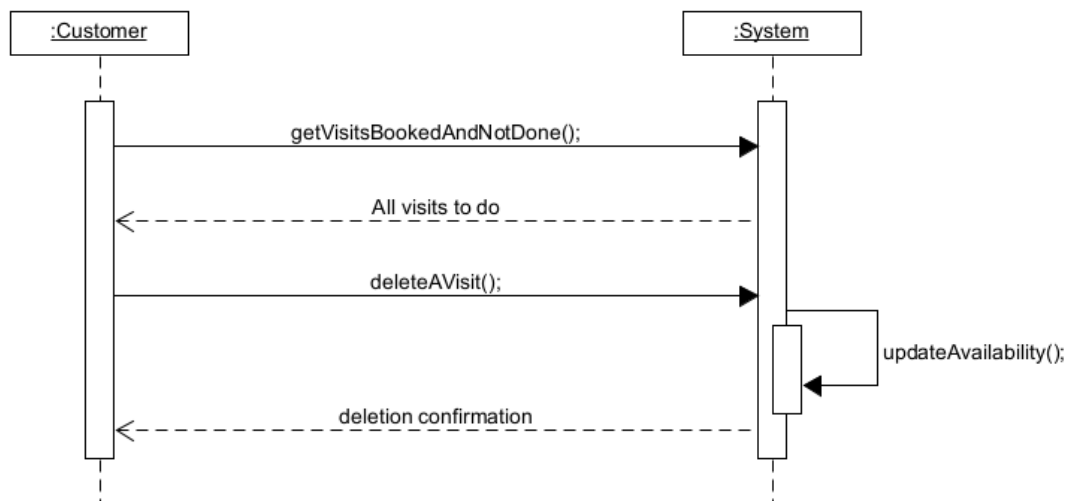 :Customer
:System
getVisitsBookedAndNotDone();
All visits to do
deleteAVisit();
updateAvailability();
deletion confirmation